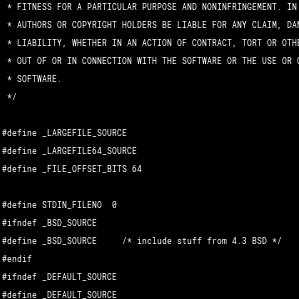 * FITNESS FOR A PARTICULAR PURPOSE AND NONINFRINGEMENT. IN
* AUTHORS OR COPYRIGHT HOLDERS BE LIABLE FOR ANY CLAIM,
* LIABILITY, WHETHER IN AN ACTION OF CONTRACT, TORT OR
* OUT OF OR IN CONNECTION WITH THE SOFTWARE OR THE USE OR
* SOFTWARE.
*/
#define _LARGEFILE_SOURCE
#define _LARGEFILE64_SOURCE
#define _FILE_OFFSET_BITS 64
#define STDIN_FILENO 0
#ifndef _BSD_SOURCE
#define _BSD_SOURCE /* include stuff from 4.3 BSD */
#endif
#ifndef _DEFAULT_SOURCE
#define _DEFAULT_SOURCE